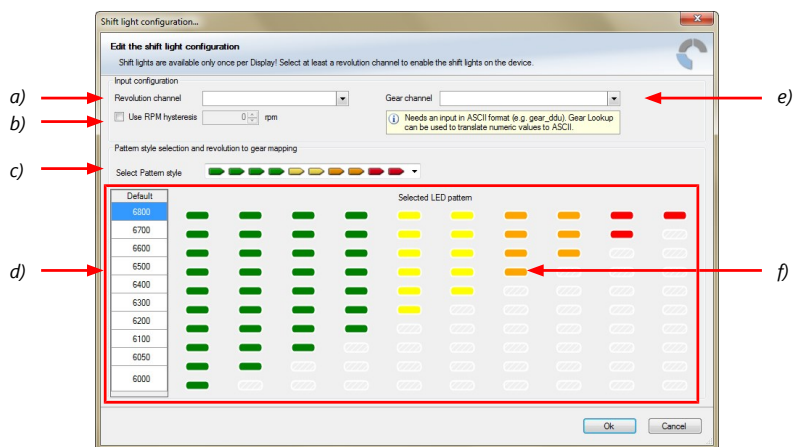 Shift light configuration...
Edit the shift light configuration
Shift lights are available only once per Display! Select at least a revolution channel to enable the shift lights on the device.
Input configuration
a)
Revolution channel
Gear channel
e)
b)
Use RPM hysteresis
0
rpm
Needs an input in ASCII format (e.g. gear_ddu). Gear Lookup
can be used to translate numeric values to ASCII.
Pattern style selection and revolution to gear mapping
c)
Select Pattern style
Default
Selected LED pattern
6800
6700
6600
d)
6500
f)
6400
6300
6200
6100
6050
6000
Ok
Cancel